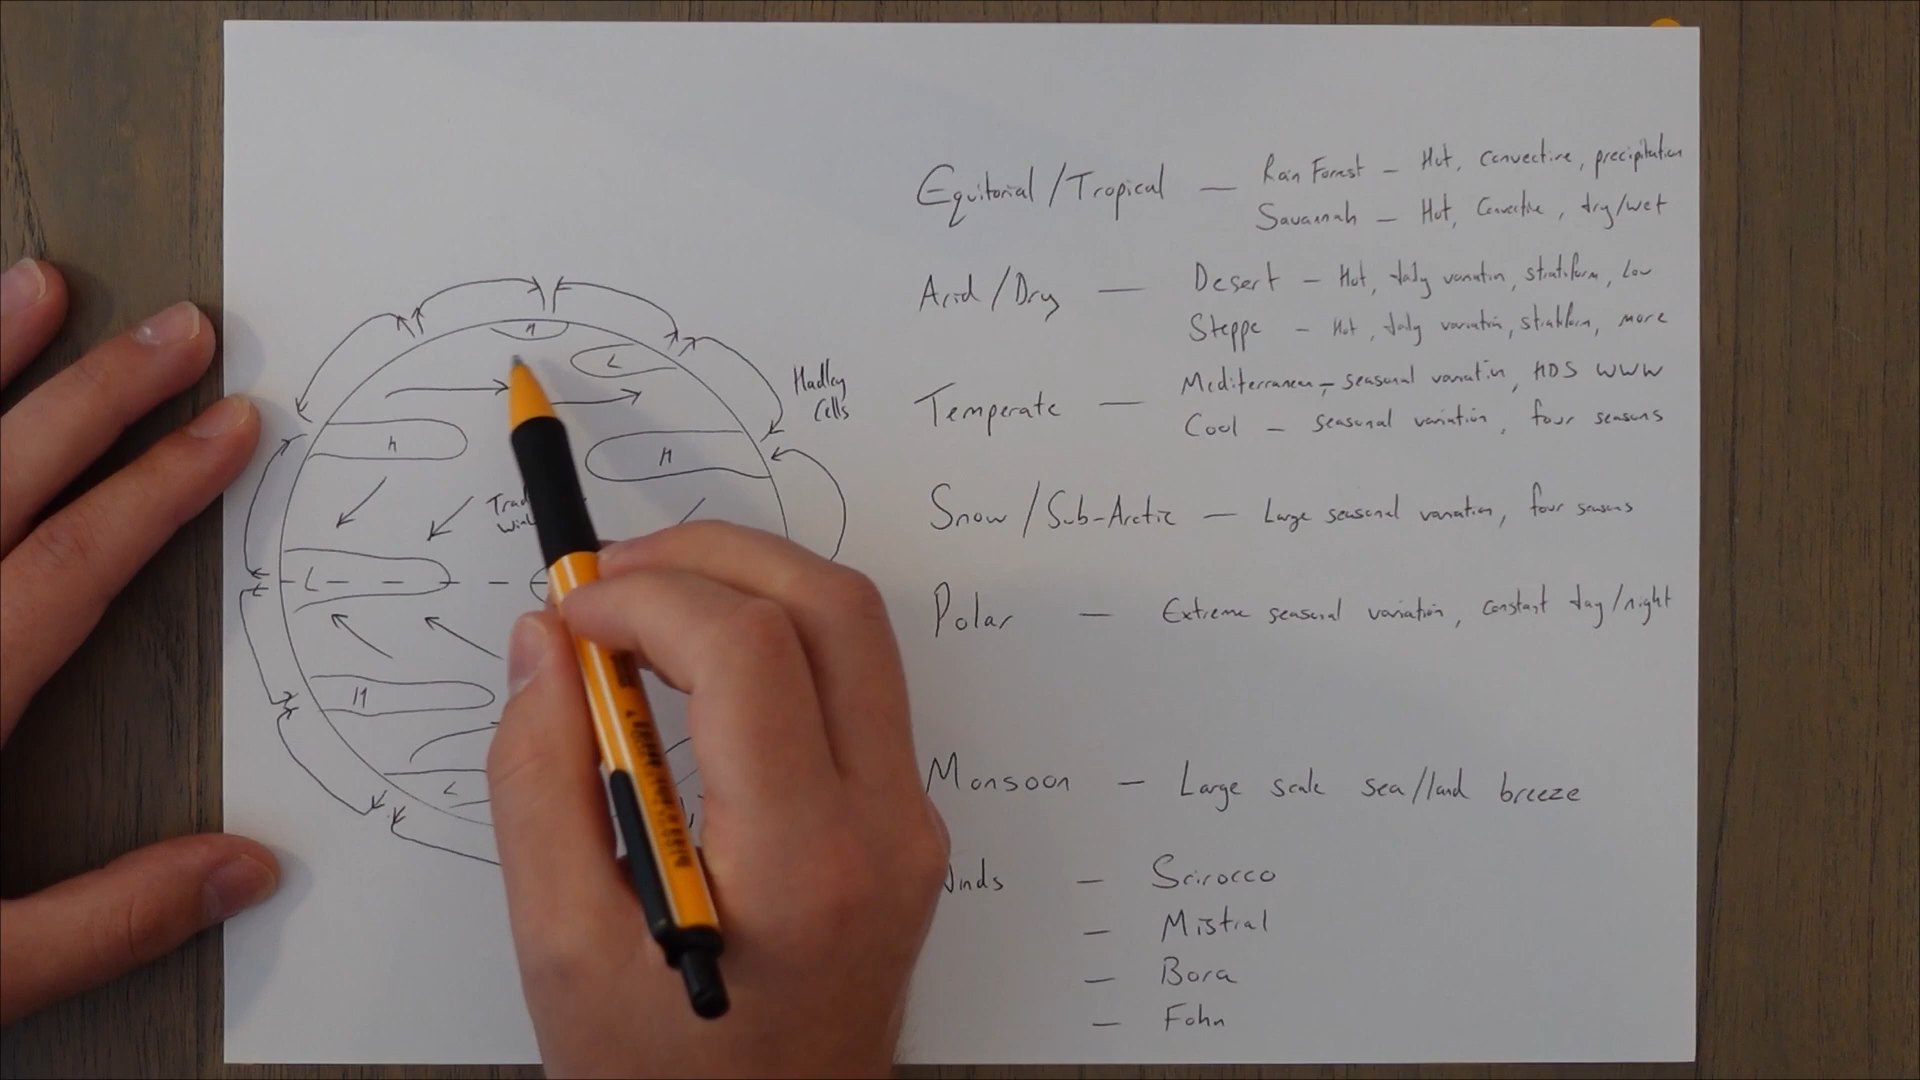 Equitorial / Tropical — Rain Forrest – Hot, Convective, precipitation
Savannah – Hot, Convective, dry/wet
Arid / Dry — Desert – Hot, daily variation, stratiform, low
Steppe – Hot, daily variation, stratiform, more
Temperate — Mediterranean – seasonal variation, HDS WWW
Cool – seasonal variation, four seasons
Snow / Sub-Arctic — Large seasonal variation, four seasons
Polar — Extreme seasonal variation, constant day/night
Monsoon – Large scale sea/land breeze
Winds – Scirocco
– Mistral
– Bora
– Fohn
H
L
Hadley
Cells
H
H
L
H
L